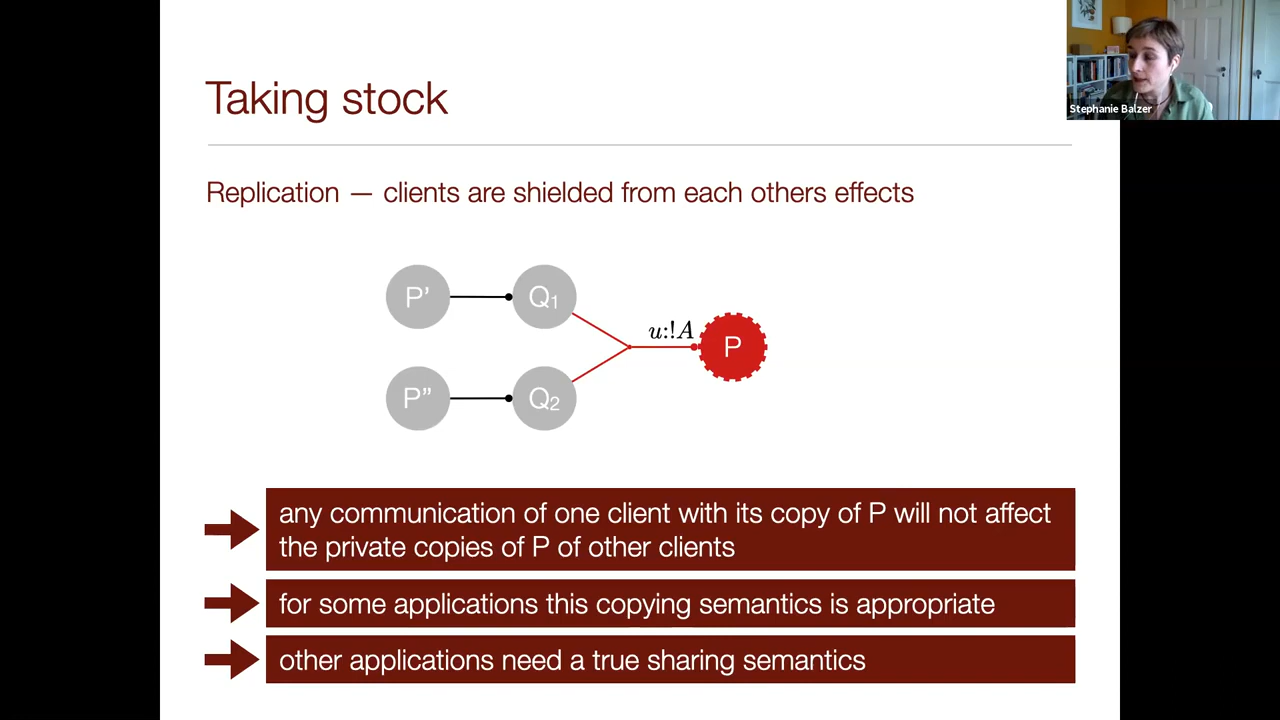 Stephanie Balzer
Taking stock
Replication — clients are shielded from each others effects
P’ Q₁
u:!A P
P” Q₂
any communication of one client with its copy of P will not affect
the private copies of P of other clients
for some applications this copying semantics is appropriate
other applications need a true sharing semantics